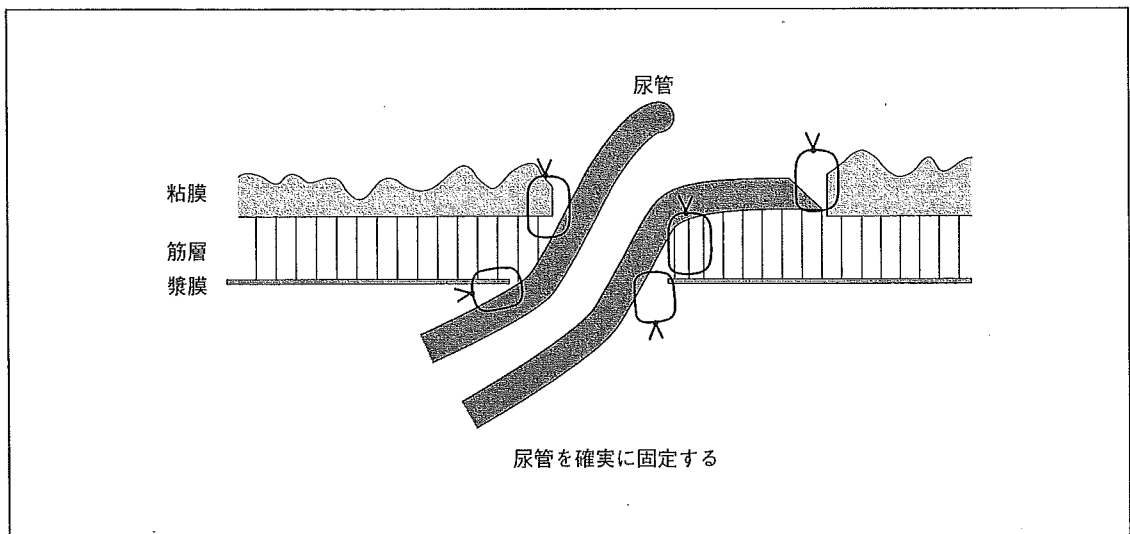 尿管
粘膜
筋層
漿膜
尿管を確実に固定する